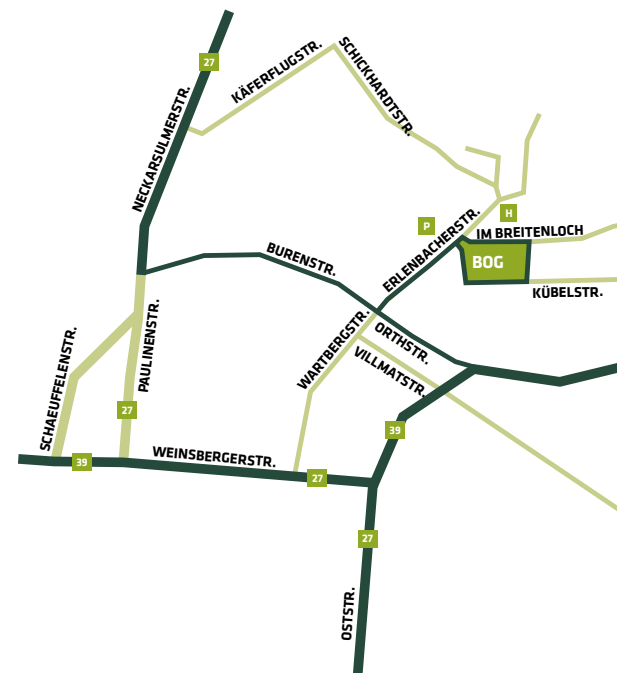 27
KÄFERFLUGSTR.
SCHICKHARDTSTR.
NECKARSULMERSTR.
P
H
ERLENBACHERSTR.
IM BREITENLOCH
BOG
KÜBELSTR.
BURENSTR.
ORTHSTR.
WARTBERGSTR.
VILLMATSTR.
PAULINENSTR.
SCHAEUFFELENSTR.
27
39
39
WEINSBERGERSTR.
27
27
OSTSTR.